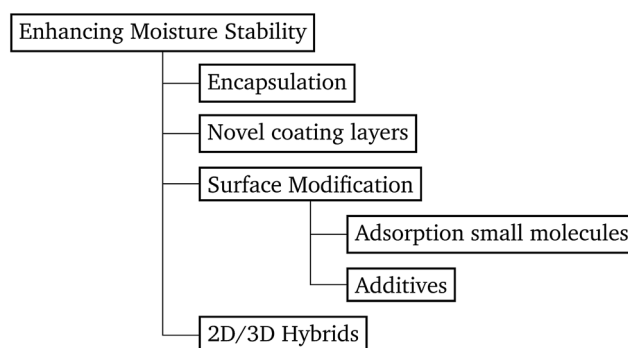 Enhancing Moisture Stability
Encapsulation
Novel coating layers
Surface Modification
Adsorption small molecules
Additives
2D/3D Hybrids